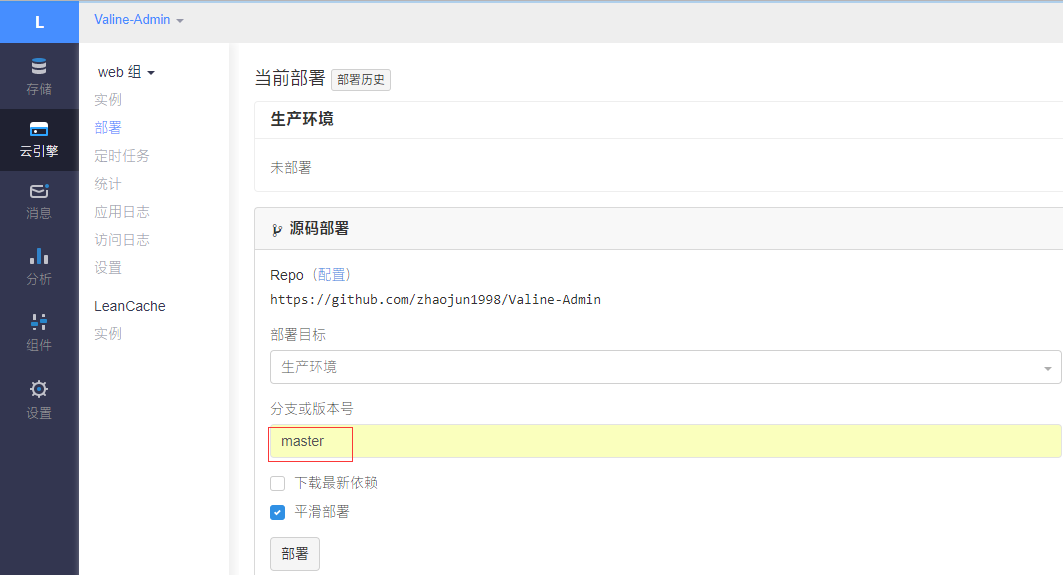 L
Valine-Admin
存储
云引擎
消息
分析
组件
设置
web 组
实例
部署
定时任务
统计
应用日志
访问日志
设置
LeanCache
实例
当前部署 部署历史
生产环境
未部署
源码部署
Repo（配置）
https://github.com/zhaojun1998/Valine-Admin
部署目标
生产环境
分支或版本号
master
下载最新依赖
平滑部署
部署